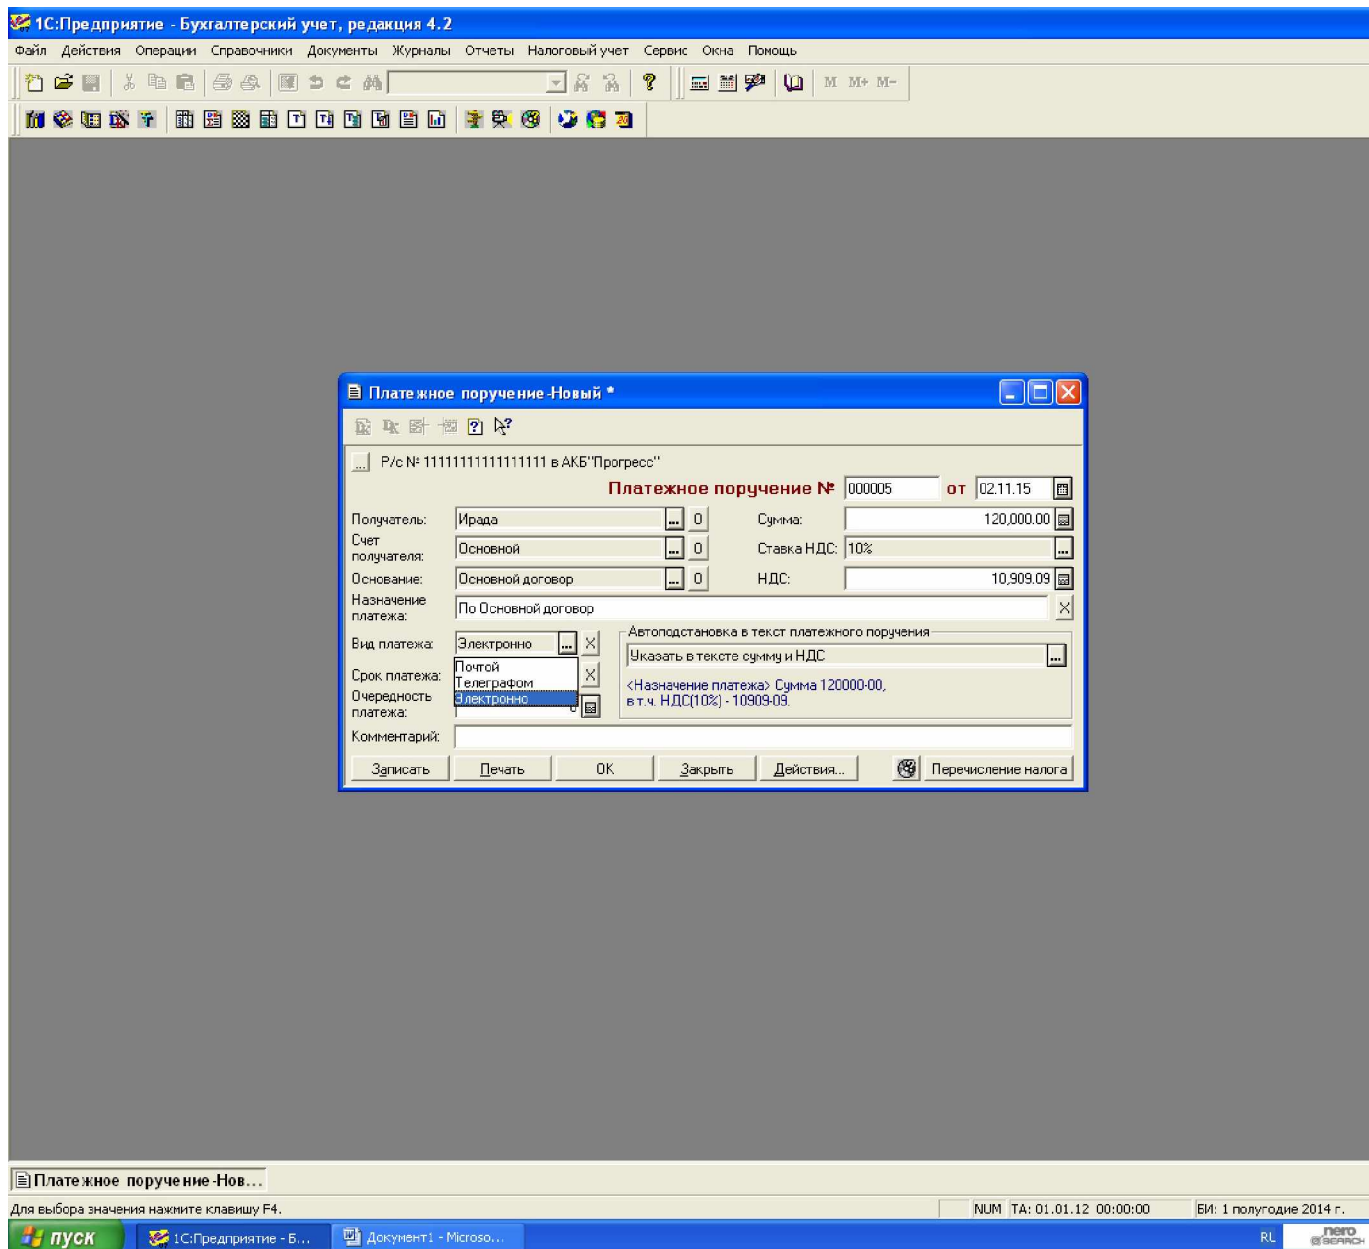 1С:Предприятие - Бухгалтерский учет, редакция 4.2
Файл Действия Операции Справочники Документы Журналы Отчеты Налоговый учет Сервис Окна Помощь
M M+ M-
Платежное поручение-Новый *
... Р/с № 11111111111111111 в АКБ"Прогресс"
Платежное поручение № 000005 от 02.11.15
Получатель: Ирада ... 0 Сумма: 120,000.00
Счет получателя: Основной ... 0 Ставка НДС: 10% ...
Основание: Основной договор ... 0 НДС: 10,909.09
Назначение платежа: По Основной договор X
Вид платежа: Электронно ... X
Автоподстановка в текст платежного поручения
Указать в тексте сумму и НДС ...
Почтой
Телеграфом
Электронно
Срок платежа: X
<Назначение платежа> Сумма 120000-00,
в т.ч. НДС(10%) - 10909-09.
Очередность платежа:
Комментарий:
Записать Печать OK Закрыть Действия... Перечисление налога
Платежное поручение-Нов...
Для выбора значения нажмите клавишу F4. NUM ТА: 01.01.12 00:00:00 БИ: 1 полугодие 2014 г.
пуск 1С:Предприятие - Б... Документ1 - Microso... RU nero SEARCH